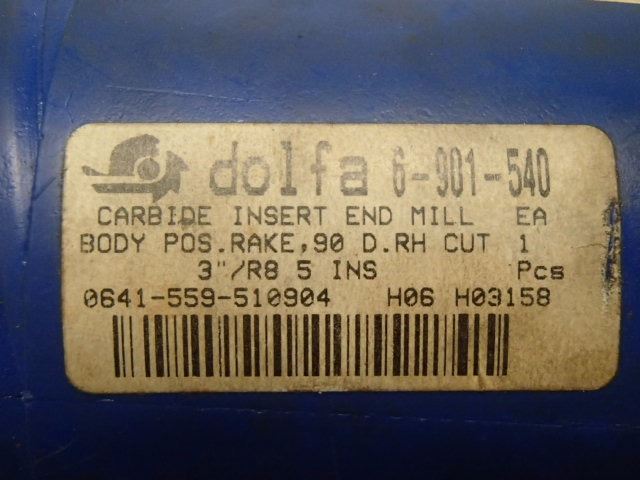 dolfa 6-901-540
CARBIDE INSERT END MILL EA
BODY POS.RAKE,90 D.RH CUT 1
3"/R8 5 INS Pcs
0641-559-510904 H06 H03158